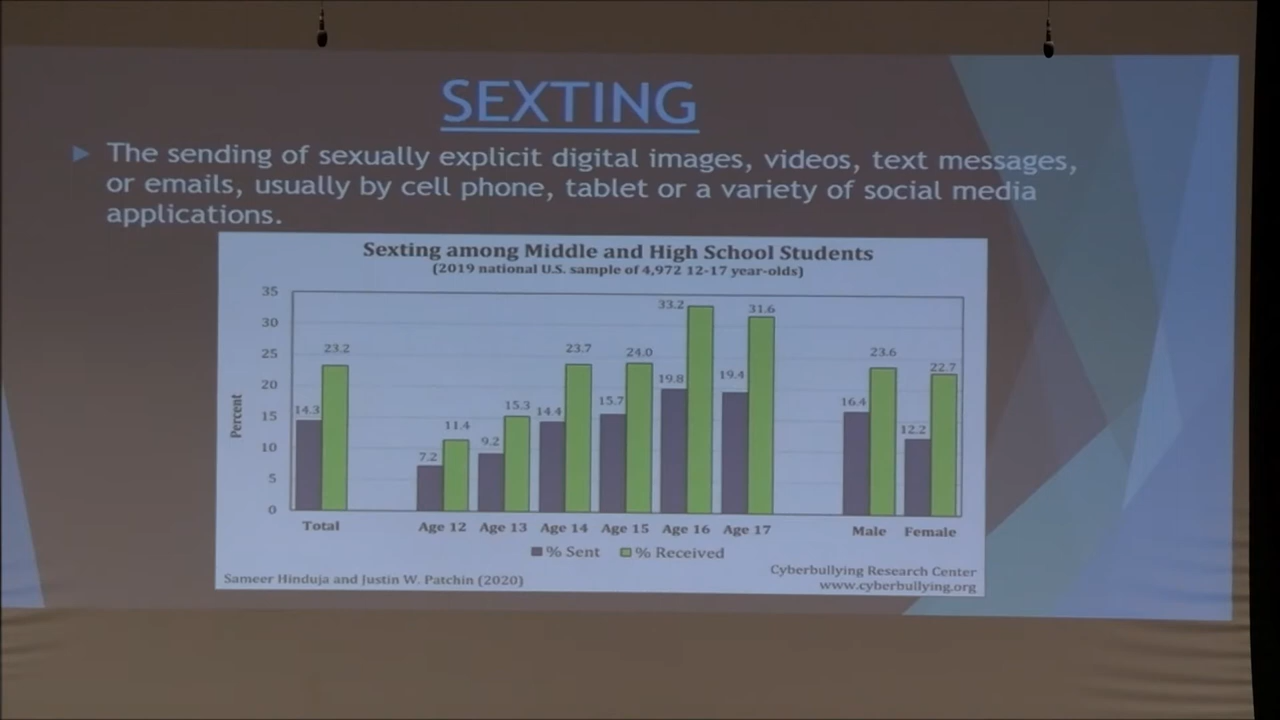 SEXTING
The sending of sexually explicit digital images, videos, text messages,
or emails, usually by cell phone, tablet or a variety of social media
applications.
Sexting among Middle and High School Students
(2019 national U.S. sample of 4,972 12-17 year-olds)
Percent
35
30
25
20
15
10
5
0
14.3 23.2
7.2 11.4
9.2 15.3
14.4 23.7
15.7 24.0
19.8 33.2
19.4 31.6
16.4 23.6
12.2 22.7
Total Age 12 Age 13 Age 14 Age 15 Age 16 Age 17 Male Female
% Sent % Received
Sameer Hinduja and Justin W. Patchin (2020)
Cyberbullying Research Center
www.cyberbullying.org